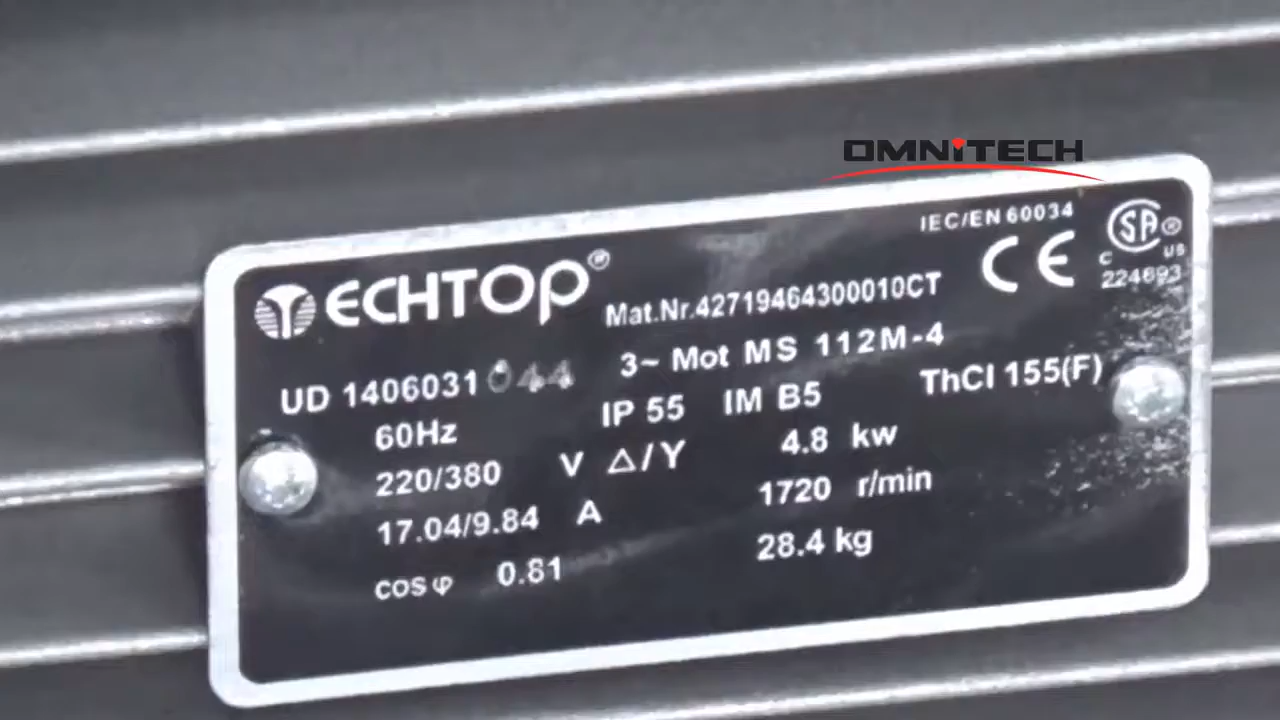 OMNiTECH
IEC/EN 60034
SA®
C US
224693
CE
ECHTOP®
Mat.Nr.42719464300010CT
3~ Mot MS 112M-4
UD 1406031044
IP 55 IM B5 ThCl 155(F)
60Hz
220/380 V Δ/Y 4.8 kw
17.04/9.84 A 1720 r/min
cos φ 0.81 28.4 kg